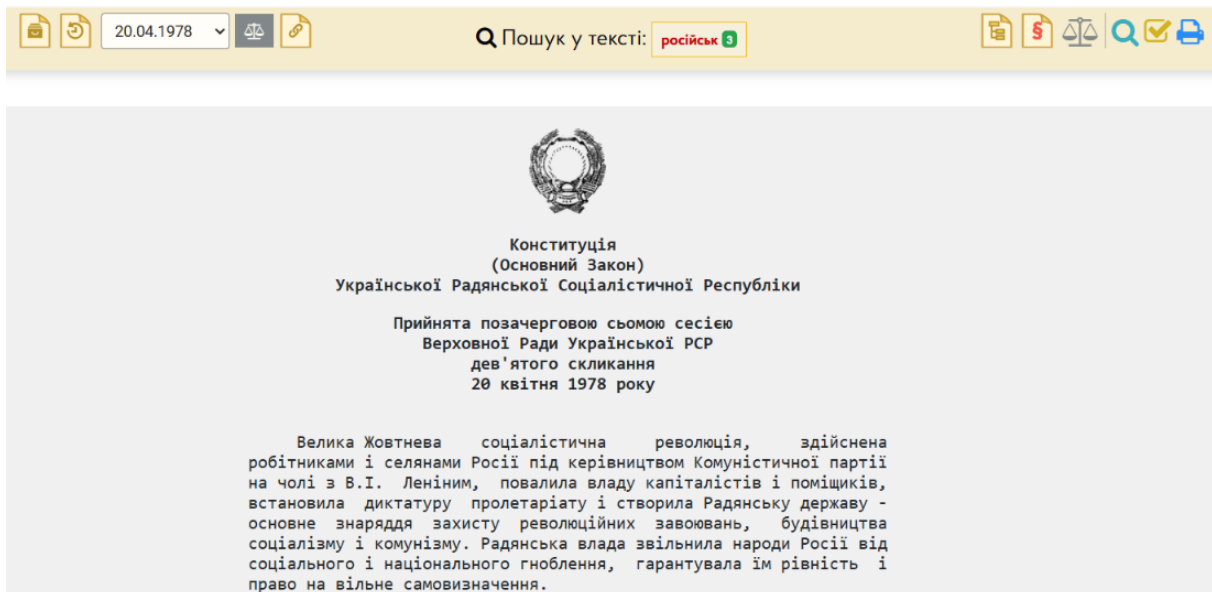 20.04.1978
Пошук у тексті: російськ 3
Конституція
(Основний Закон)
Української Радянської Соціалістичної Республіки
Прийнята позачерговою сьомою сесією
Верховної Ради Української РСР
дев'ятого скликання
20 квітня 1978 року
Велика Жовтнева соціалістична революція, здійснена
робітниками і селянами Росії під керівництвом Комуністичної партії
на чолі з В.І. Леніним, повалила владу капіталістів і поміщиків,
встановила диктатуру пролетаріату і створила Радянську державу -
основне знаряддя захисту революційних завоювань, будівництва
соціалізму і комунізму. Радянська влада звільнила народи Росії від
соціального і національного гноблення, гарантувала їм рівність і
право на вільне самовизначення.